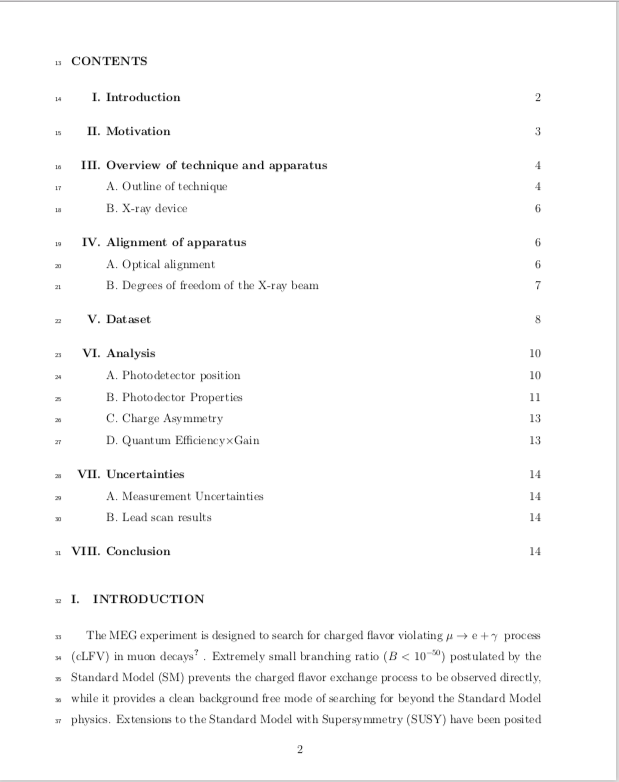 13 CONTENTS
14 I. Introduction 2
15 II. Motivation 3
16 III. Overview of technique and apparatus 4
17 A. Outline of technique 4
18 B. X-ray device 6
19 IV. Alignment of apparatus 6
20 A. Optical alignment 6
21 B. Degrees of freedom of the X-ray beam 7
22 V. Dataset 8
23 VI. Analysis 10
24 A. Photodetector position 10
25 B. Photodector Properties 11
26 C. Charge Asymmetry 13
27 D. Quantum Efficiency×Gain 13
28 VII. Uncertainties 14
29 A. Measurement Uncertainties 14
30 B. Lead scan results 14
31 VIII. Conclusion 14
32 I. INTRODUCTION
33 The MEG experiment is designed to search for charged flavor violating μ → e + γ process
34 (cLFV) in muon decays? . Extremely small branching ratio (B < 10⁻⁵⁰) postulated by the
35 Standard Model (SM) prevents the charged flavor exchange process to be observed directly,
36 while it provides a clean background free mode of searching for beyond the Standard Model
37 physics. Extensions to the Standard Model with Supersymmetry (SUSY) have been posited
2